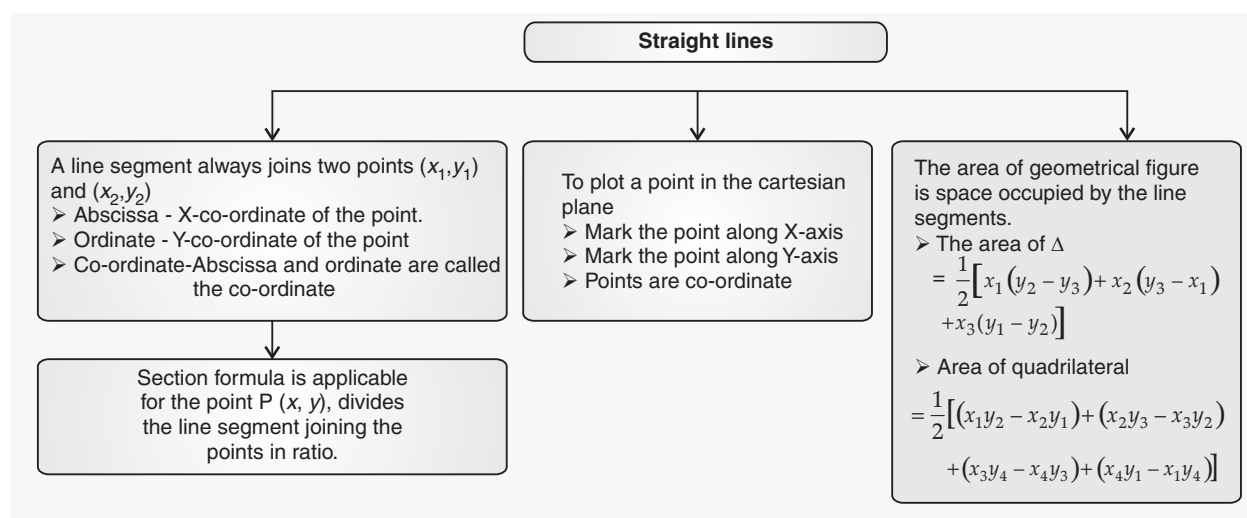 Straight lines
A line segment always joins two points (x₁,y₁)
and (x₂,y₂)
➢ Abscissa - X-co-ordinate of the point.
➢ Ordinate - Y-co-ordinate of the point
➢ Co-ordinate-Abscissa and ordinate are called
the co-ordinate
Section formula is applicable
for the point P (x, y), divides
the line segment joining the
points in ratio.
To plot a point in the cartesian
plane
➢ Mark the point along X-axis
➢ Mark the point along Y-axis
➢ Points are co-ordinate
The area of geometrical figure
is space occupied by the line
segments.
➢ The area of Δ
= 1/2[x₁(y₂ − y₃)+ x₂(y₃ − x₁)
+x₃(y₁ − y₂)]
➢ Area of quadrilateral
= 1/2[(x₁y₂ − x₂y₁)+(x₂y₃ − x₃y₂)
+(x₃y₄ − x₄y₃)+(x₄y₁ − x₁y₄)]